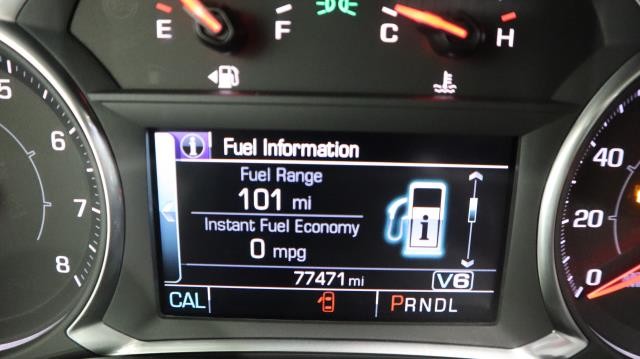 E F C H
i Fuel Information
Fuel Range
101 mi
Instant Fuel Economy
0 mpg
i
77471 mi V6
CAL PRNDL
5
6
7
8
40
20
0